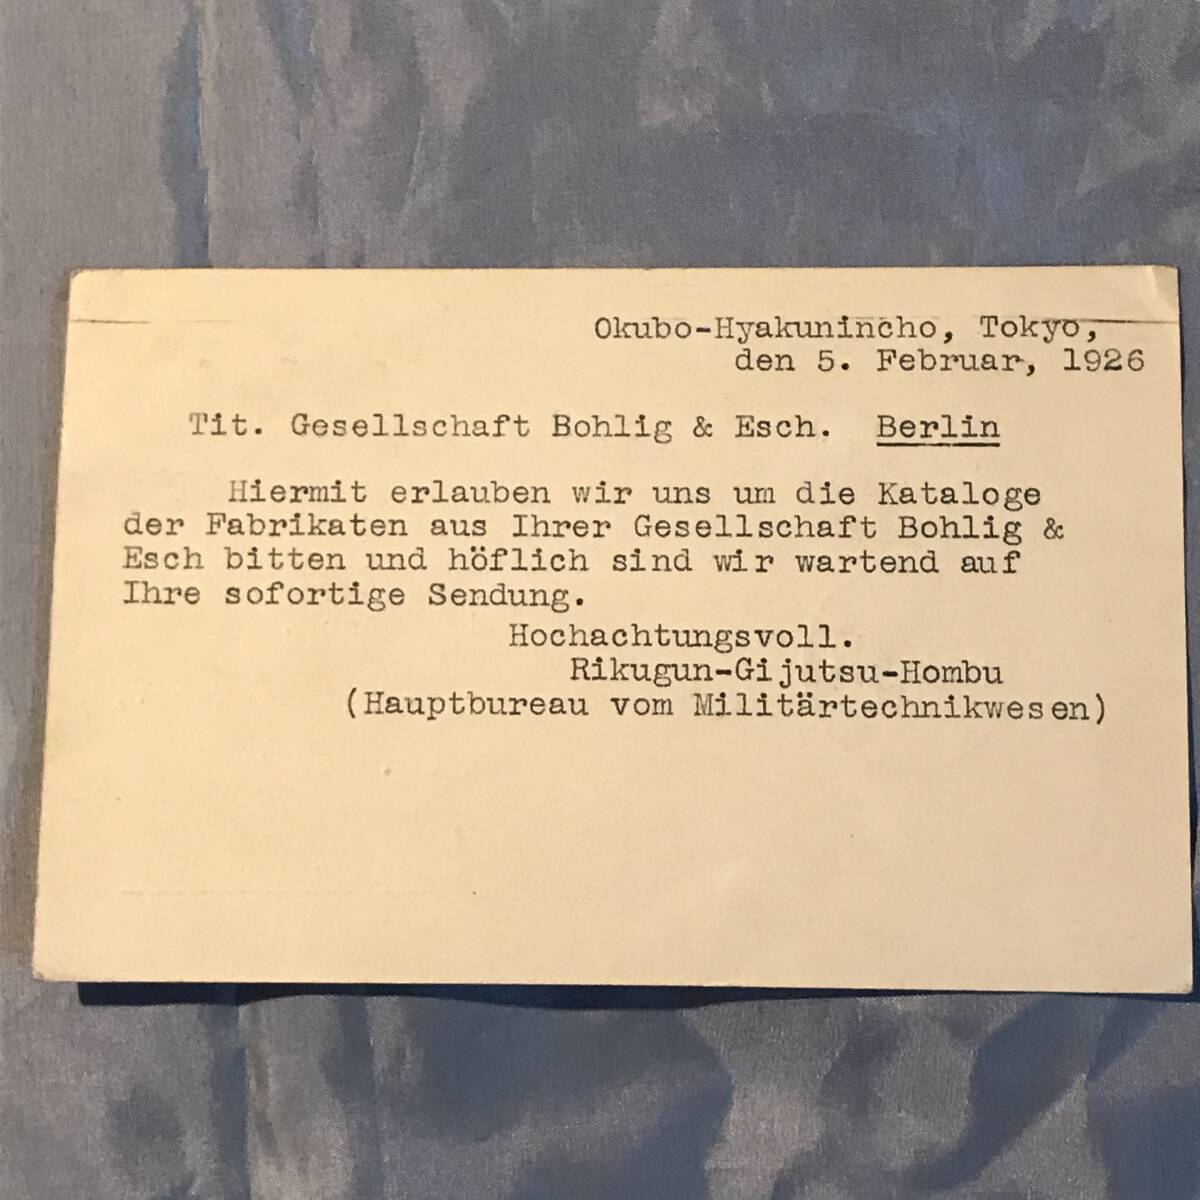 Okubo-Hyakunincho, Tokyo,
den 5. Februar, 1926
Tit. Gesellschaft Bohlig & Esch. Berlin
Hiermit erlauben wir uns um die Kataloge
der Fabrikaten aus Ihrer Gesellschaft Bohlig &
Esch bitten und höflich sind wir wartend auf
Ihre sofortige Sendung.
Hochachtungsvoll.
Rikugun-Gijutsu-Hombu
(Hauptbureau vom Militärtechnikwesen)